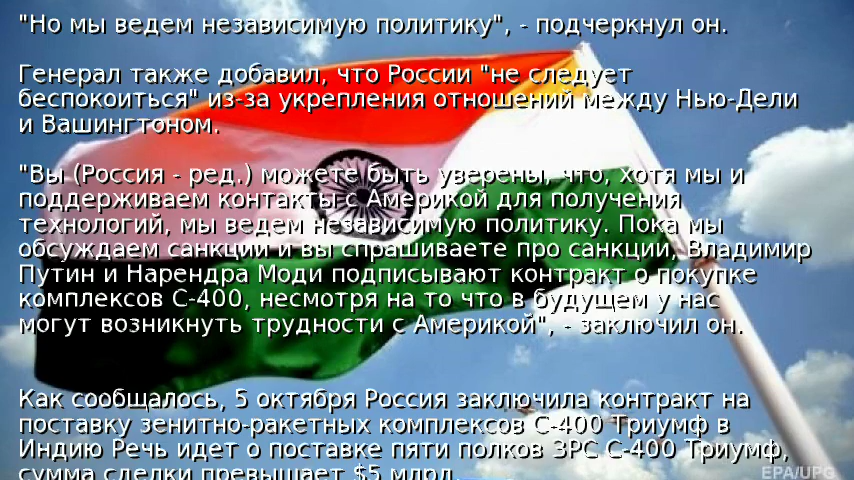 "Но мы ведем независимую политику", - подчеркнул он.
Генерал также добавил, что России "не следует
беспокоиться" из-за укрепления отношений между Нью-Дели
и Вашингтоном.
"Вы (Россия - ред.) можете быть уверены, что, хотя мы и
поддерживаем контакты с Америкой для получения
технологий, мы ведем независимую политику. Пока мы
обсуждаем санкции и вы спрашиваете про санкции, Владимир
Путин и Нарендра Моди подписывают контракт о покупке
комплексов С-400, несмотря на то что в будущем у нас
могут возникнуть трудности с Америкой", - заключил он.
Как сообщалось, 5 октября Россия заключила контракт на
поставку зенитно-ракетных комплексов С-400 Триумф в
Индию Речь идет о поставке пяти полков ЗРС С-400 Триумф,
сумма сделки превышает $5 млрд.
EPA/UPG